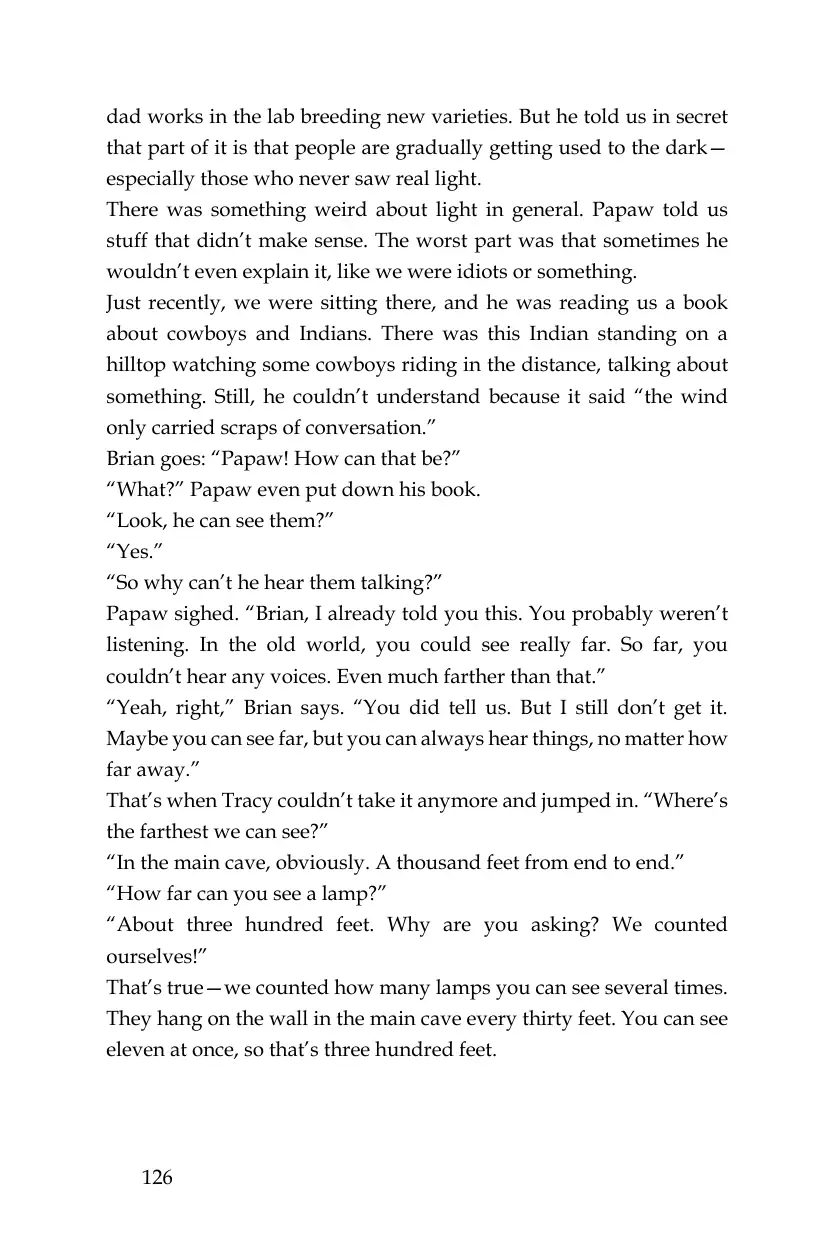 dad works in the lab breeding new varieties. But he told us in secret
that part of it is that people are gradually getting used to the dark—
especially those who never saw real light.
There was something weird about light in general. Papaw told us
stuff that didn’t make sense. The worst part was that sometimes he
wouldn’t even explain it, like we were idiots or something.
Just recently, we were sitting there, and he was reading us a book
about cowboys and Indians. There was this Indian standing on a
hilltop watching some cowboys riding in the distance, talking about
something. Still, he couldn’t understand because it said “the wind
only carried scraps of conversation.”
Brian goes: “Papaw! How can that be?”
“What?” Papaw even put down his book.
“Look, he can see them?”
“Yes.”
“So why can’t he hear them talking?”
Papaw sighed. “Brian, I already told you this. You probably weren’t
listening. In the old world, you could see really far. So far, you
couldn’t hear any voices. Even much farther than that.”
“Yeah, right,” Brian says. “You did tell us. But I still don’t get it.
Maybe you can see far, but you can always hear things, no matter how
far away.”
That’s when Tracy couldn’t take it anymore and jumped in. “Where’s
the farthest we can see?”
“In the main cave, obviously. A thousand feet from end to end.”
“How far can you see a lamp?”
“About three hundred feet. Why are you asking? We counted
ourselves!”
That’s true—we counted how many lamps you can see several times.
They hang on the wall in the main cave every thirty feet. You can see
eleven at once, so that’s three hundred feet.
126